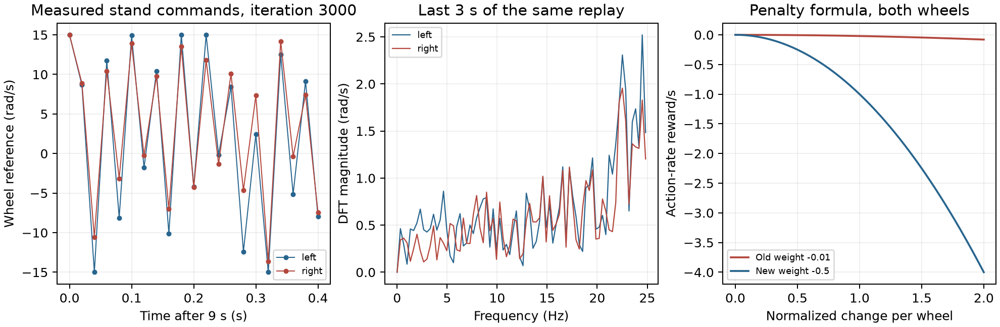 Measured stand commands, iteration 3000
Wheel reference (rad/s)
15
10
5
0
−5
−10
−15
left
right
0.0 0.1 0.2 0.3 0.4
Time after 9 s (s)
Last 3 s of the same replay
DFT magnitude (rad/s)
left
right
2.5
2.0
1.5
1.0
0.5
0.0
0 5 10 15 20 25
Frequency (Hz)
Penalty formula, both wheels
Action-rate reward/s
0.0
−0.5
−1.0
−1.5
−2.0
−2.5
−3.0
−3.5
−4.0
Old weight -0.01
New weight -0.5
0.0 0.5 1.0 1.5 2.0
Normalized change per wheel